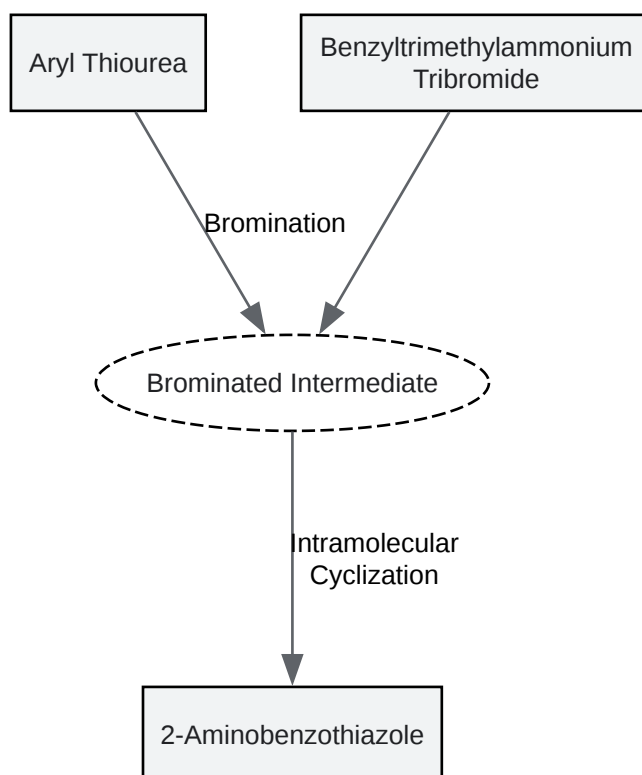 Aryl Thiourea
Benzyltrimethylammonium
Tribromide
Bromination
Brominated Intermediate
Intramolecular
Cyclization
2-Aminobenzothiazole